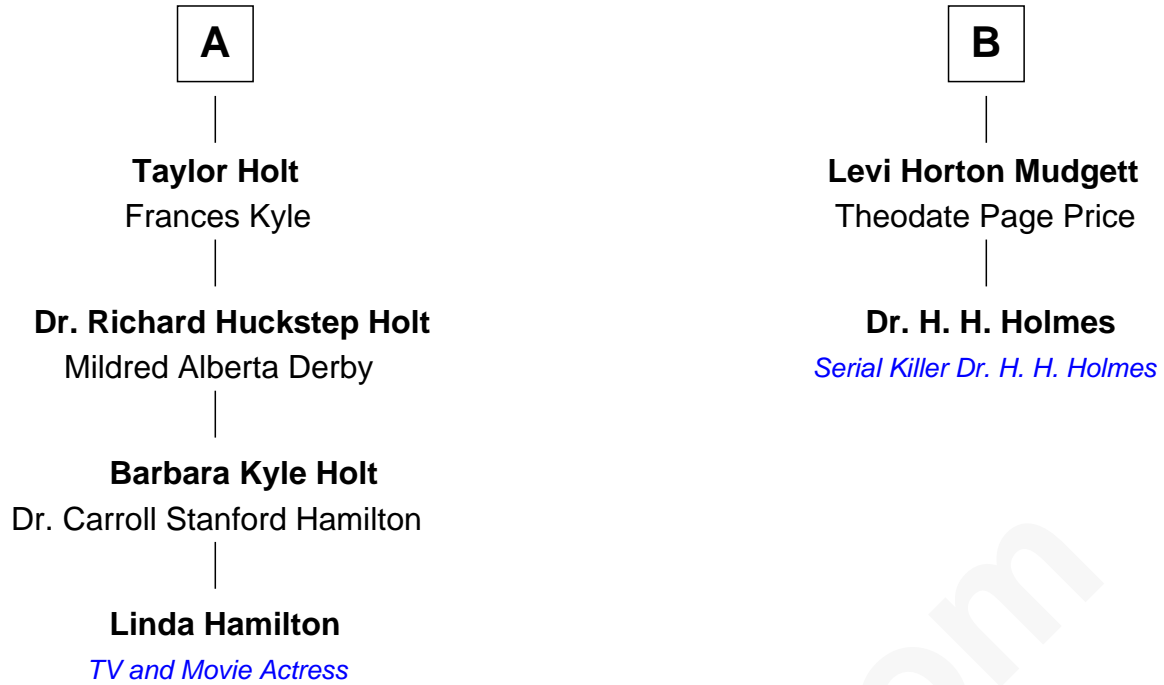 A
Taylor Holt
Frances Kyle
Dr. Richard Huckstep Holt
Mildred Alberta Derby
Barbara Kyle Holt
Dr. Carroll Stanford Hamilton
Linda Hamilton
TV and Movie Actress
B
Levi Horton Mudgett
Theodate Page Price
Dr. H. H. Holmes
Serial Killer Dr. H. H. Holmes
om